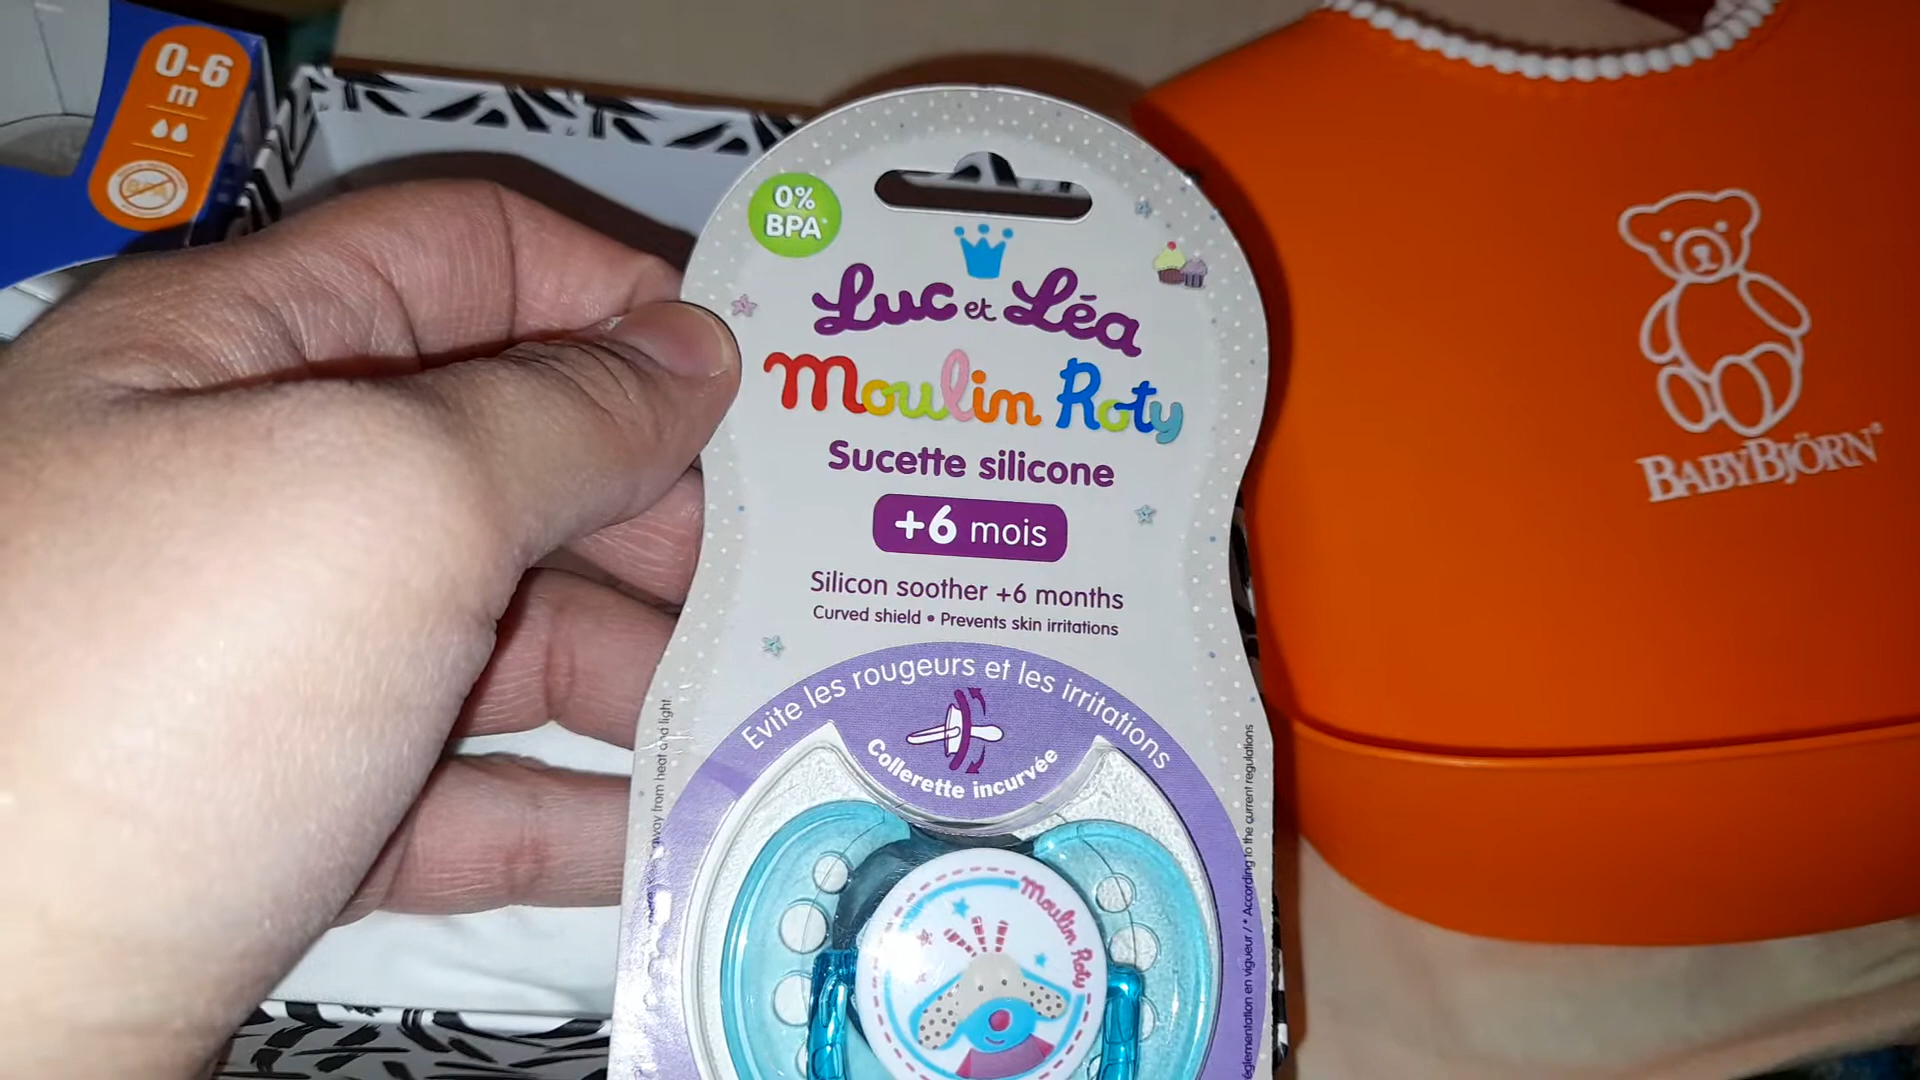 0-6
m
BPA
0%
BPA*
Luc et Léa
Moulin Roty
Sucette silicone
+6 mois
Silicon soother +6 months
Curved shield • Prevents skin irritations
Evite les rougeurs et les irritations
Collerette incurvée
Moulin Roty
away from heat and light
églementation en vigueur / * According to the current regulations
BABYBJÖRN®